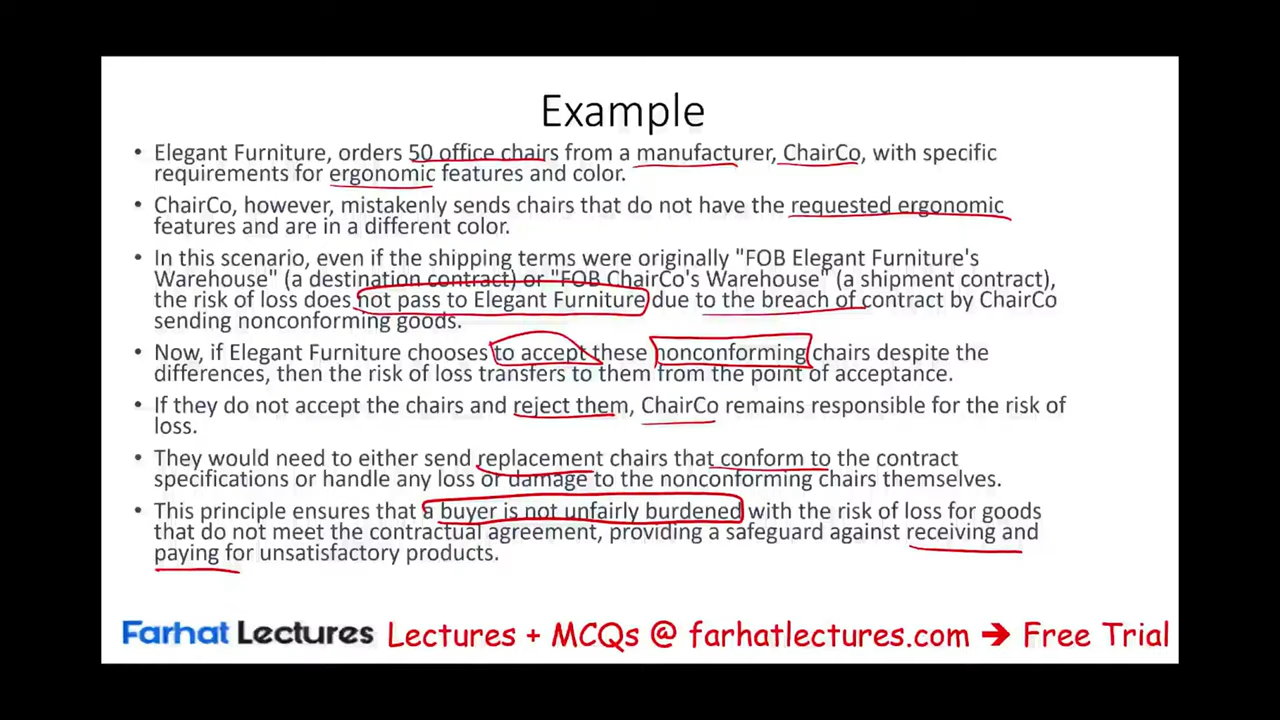 Example
• Elegant Furniture, orders 50 office chairs from a manufacturer, ChairCo, with specific
requirements for ergonomic features and color.
• ChairCo, however, mistakenly sends chairs that do not have the requested ergonomic
features and are in a different color.
• In this scenario, even if the shipping terms were originally "FOB Elegant Furniture's
Warehouse" (a destination contract) or "FOB ChairCo's Warehouse" (a shipment contract),
the risk of loss does not pass to Elegant Furniture due to the breach of contract by ChairCo
sending nonconforming goods.
• Now, if Elegant Furniture chooses to accept these nonconforming chairs despite the
differences, then the risk of loss transfers to them from the point of acceptance.
• If they do not accept the chairs and reject them, ChairCo remains responsible for the risk of
loss.
• They would need to either send replacement chairs that conform to the contract
specifications or handle any loss or damage to the nonconforming chairs themselves.
• This principle ensures that a buyer is not unfairly burdened with the risk of loss for goods
that do not meet the contractual agreement, providing a safeguard against receiving and
paying for unsatisfactory products.
Farhat Lectures Lectures + MCQs @ farhatlectures.com → Free Trial